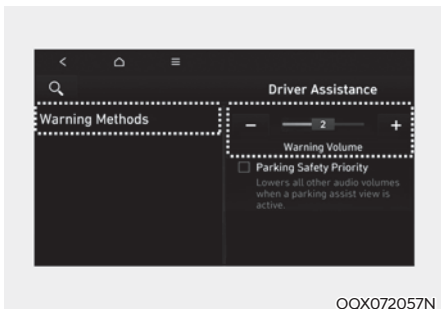 Driver Assistance
Warning Methods
− 2 +
Warning Volume
Parking Safety Priority
Lowers all other audio volumes
when a parking assist view is
active.
OQX072057N